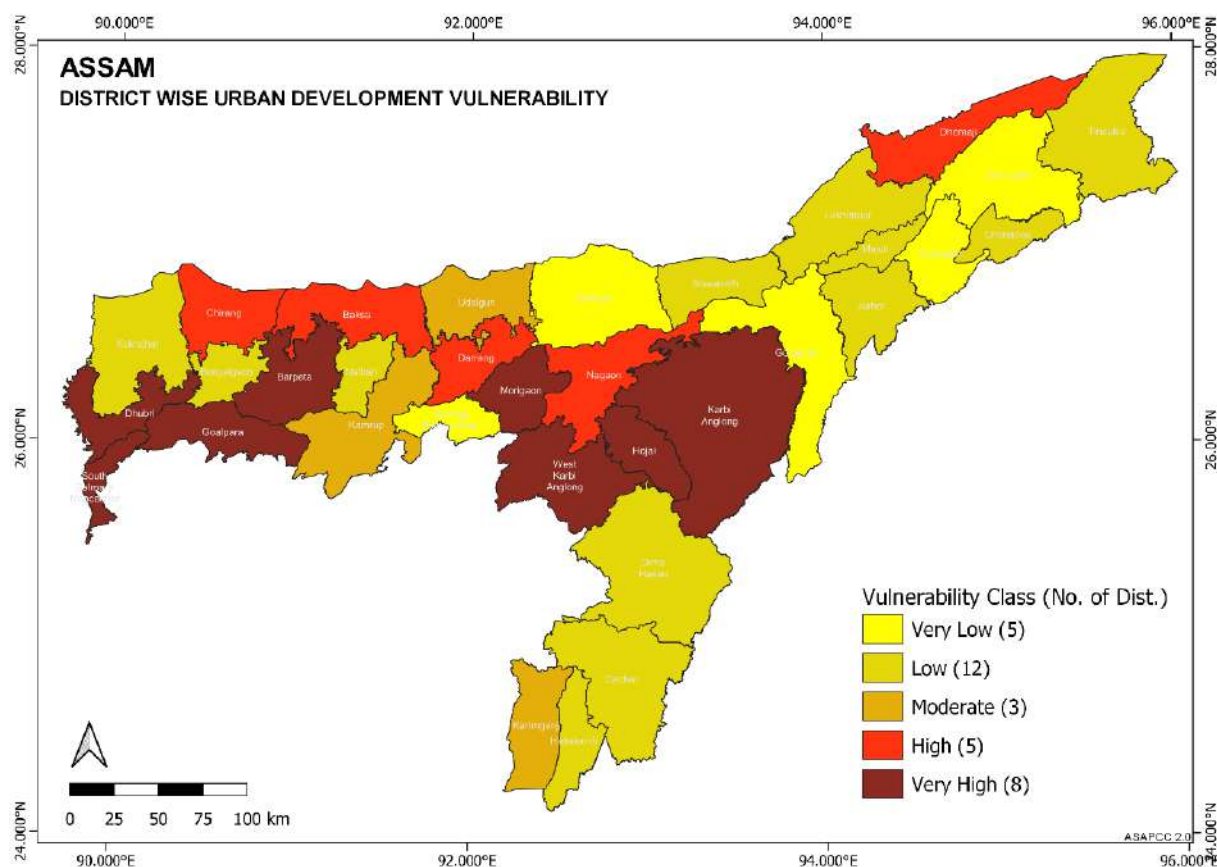 90.000°E
92.000°E
94.000°E
96.000°E
28.000°N
28.000°N
ASSAM
DISTRICT WISE URBAN DEVELOPMENT VULNERABILITY
Dhemaji
Tinsukia
Lakhimpur
Majuli
Charaideo
Jorhat
Biswanath
Chirang
Baksa
Udalguri
Kokrajhar
Bongaigaon
Barpeta
Nalbari
Darrang
Morigaon
Nagaon
Dhubri
Goalpara
Kamrup
Karbi
Anglong
Hojai
West
Karbi
Anglong
South
26.000°N
26.000°N
Dima
Hasao
Cachar
Karimganj
Hailakandi
Vulnerability Class (No. of Dist.)
Very Low (5)
Low (12)
Moderate (3)
High (5)
Very High (8)
0 25 50 75 100 km
ASAPCC 2.0
24.000°N
24.000°N
90.000°E
92.000°E
94.000°E
96.000°E